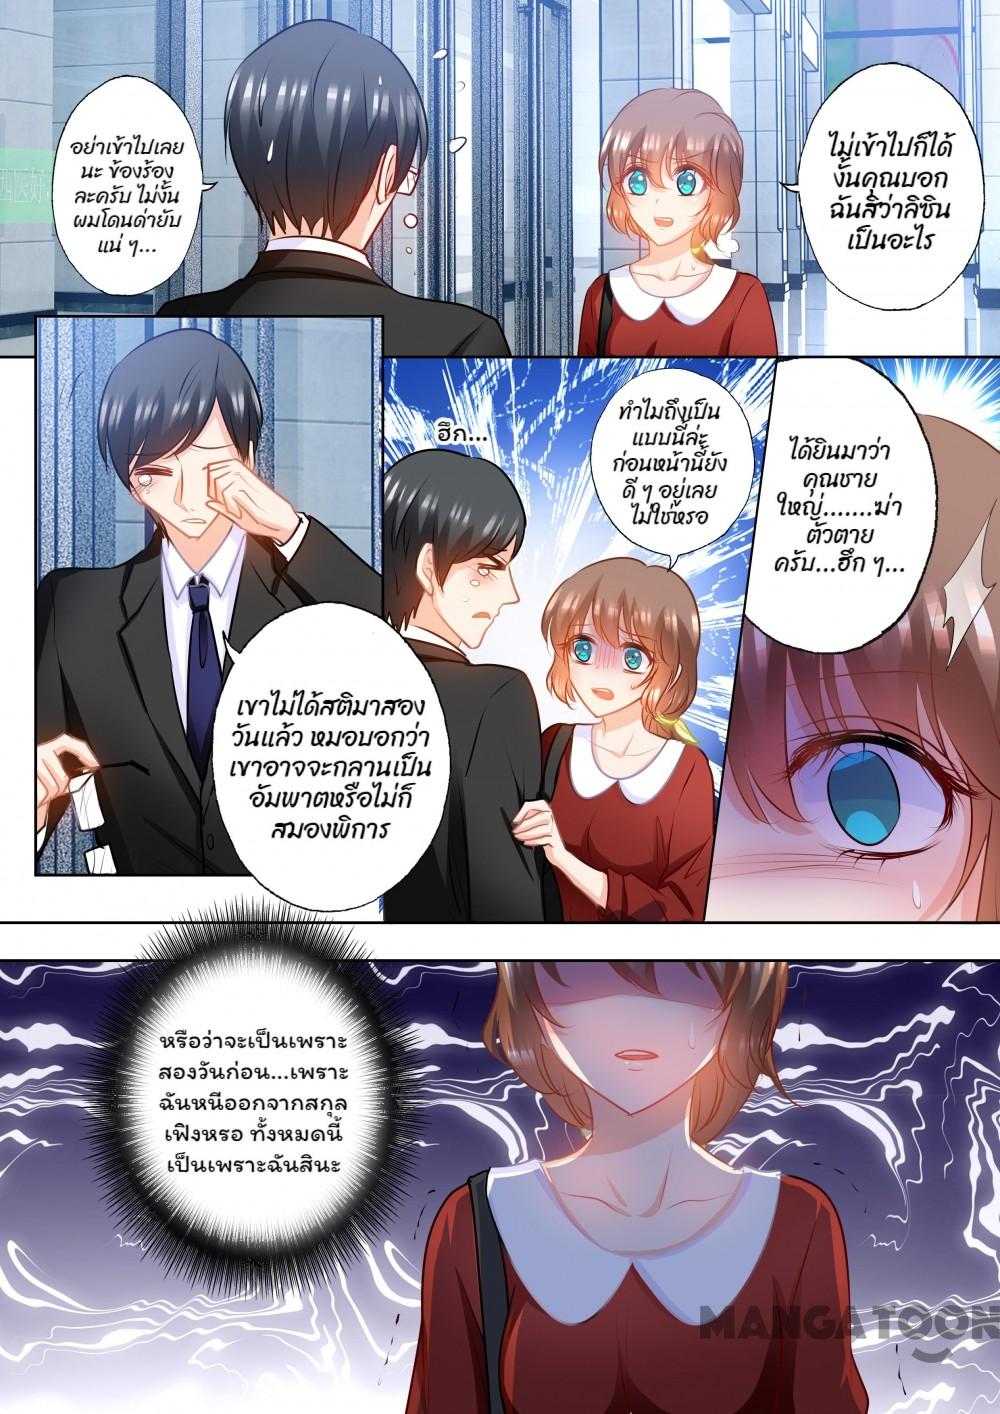 อย่าเข้าไปเลย
นะ ข้องร้อง
ละครับ ไม่งั้น
ผมโดนด่ายับ
แน่ ๆ...
ไม่เข้าไปก็ได้
งั้นคุณบอก
ฉันสิว่าลิซิน
เป็นอะไร
ฮึก...
ทำไมถึงเป็น
แบบนี้ล่ะ
ก่อนหน้านี้ยัง
ดี ๆ อยู่เลย
ไม่ใช่หรอ
ได้ยินมาว่า
คุณชาย
ใหญ่.......ฆ่า
ตัวตาย
ครับ...ฮึก ๆ...
เขาไม่ได้สติมาสอง
วันแล้ว หมอบอกว่า
เขาอาจจะกลานเป็น
อัมพาตหรือไม่ก็
สมองพิการ
หรือว่าจะเป็นเพราะ
สองวันก่อน...เพราะ
ฉันหนีออกจากสกุล
เฟิงหรอ ทั้งหมดนี้
เป็นเพราะฉันสินะ
MANGATOON